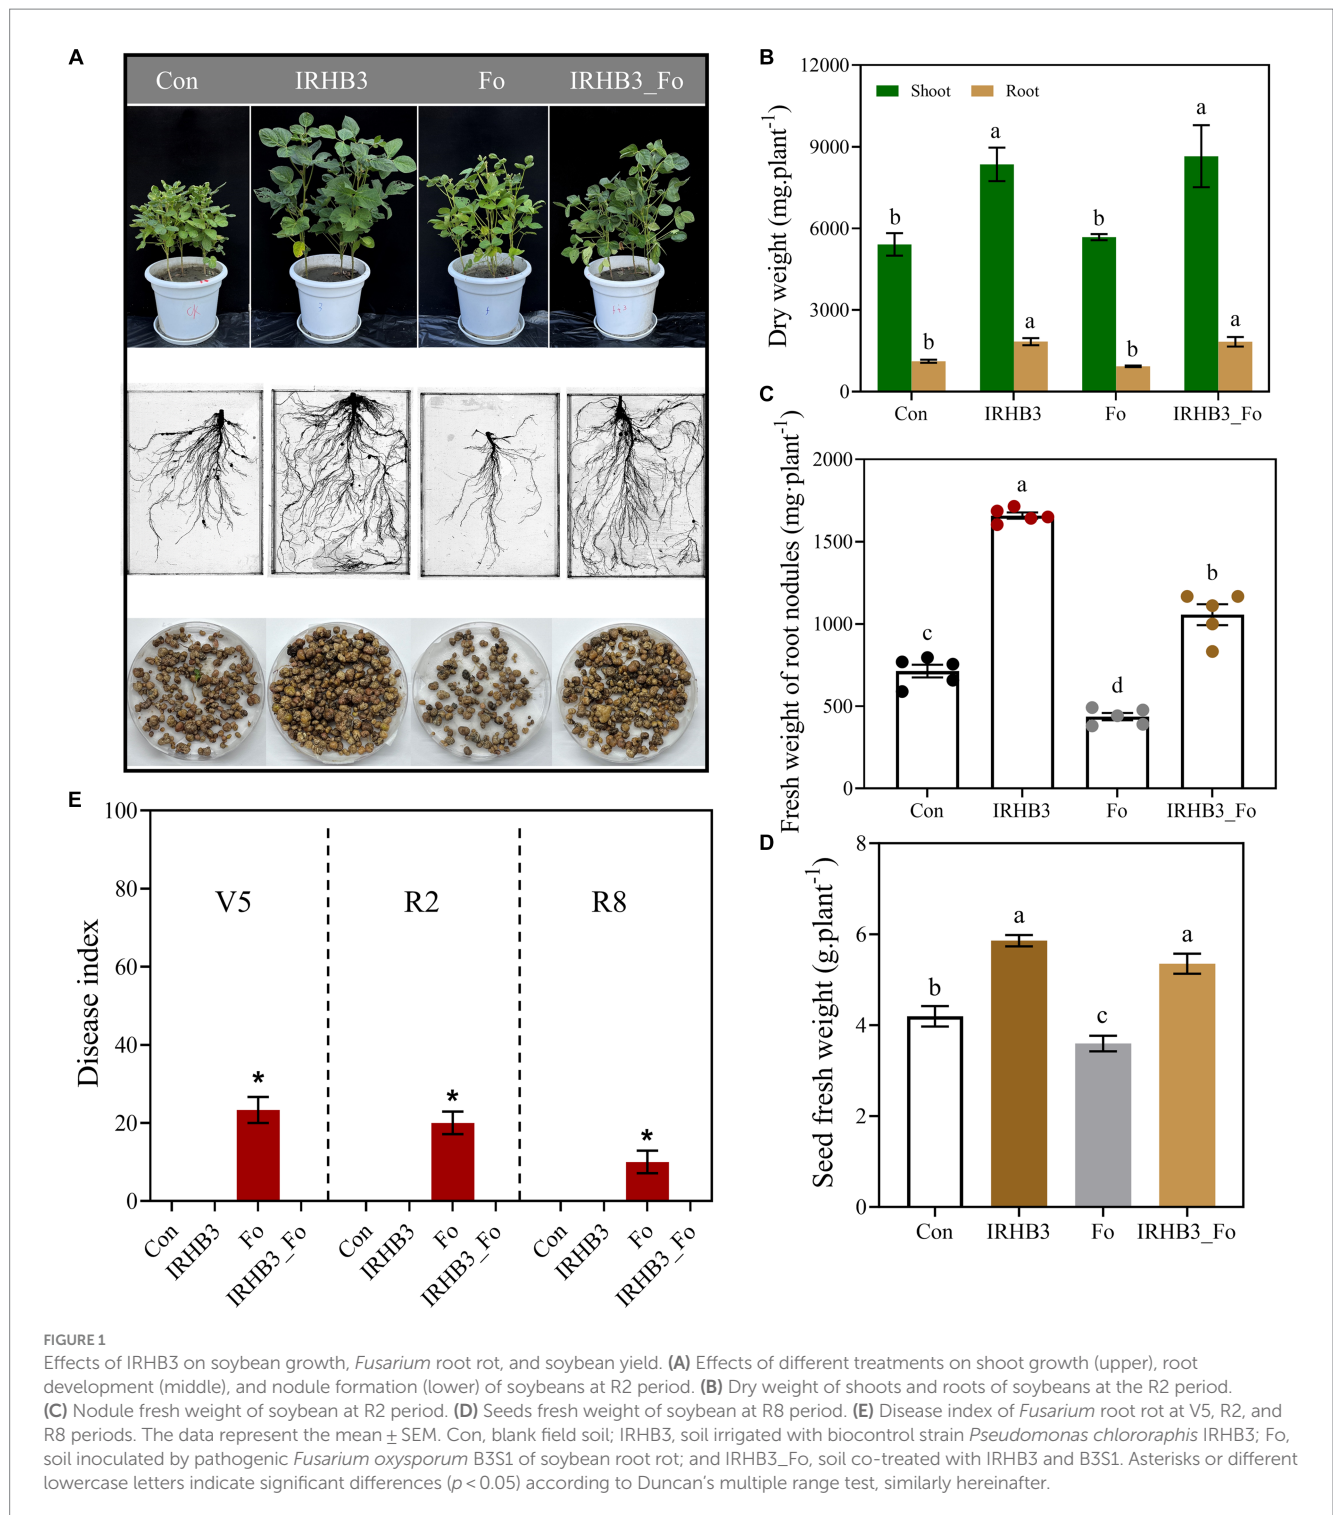 A
Con IRHB3 Fo IRHB3_Fo
B
Dry weight (mg.plant-1)
12000
9000
6000
3000
0
Shoot Root
b b a a b b a a
Con IRHB3 Fo IRHB3_Fo
C
Fresh weight of root nodules (mg·plant-1)
2000
1500
1000
500
0
c a d b
Con IRHB3 Fo IRHB3_Fo
D
Seed fresh weight (g.plant-1)
8
6
4
2
0
b a c a
Con IRHB3 Fo IRHB3_Fo
E
Disease index
100
80
60
40
20
0
V5 R2 R8
* * *
Con IRHB3 Fo IRHB3_Fo Con IRHB3 Fo IRHB3_Fo Con IRHB3 Fo IRHB3_Fo
FIGURE 1
Effects of IRHB3 on soybean growth, Fusarium root rot, and soybean yield. (A) Effects of different treatments on shoot growth (upper), root
development (middle), and nodule formation (lower) of soybeans at R2 period. (B) Dry weight of shoots and roots of soybeans at the R2 period.
(C) Nodule fresh weight of soybean at R2 period. (D) Seeds fresh weight of soybean at R8 period. (E) Disease index of Fusarium root rot at V5, R2, and
R8 periods. The data represent the mean ± SEM. Con, blank field soil; IRHB3, soil irrigated with biocontrol strain Pseudomonas chlororaphis IRHB3; Fo,
soil inoculated by pathogenic Fusarium oxysporum B3S1 of soybean root rot; and IRHB3_Fo, soil co-treated with IRHB3 and B3S1. Asterisks or different
lowercase letters indicate significant differences (p < 0.05) according to Duncan's multiple range test, similarly hereinafter.